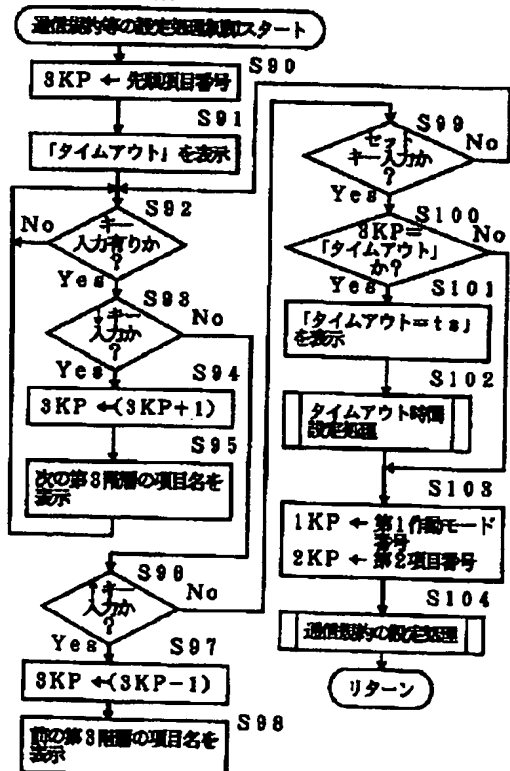 通信規約等の設定処理制御スタート
S90
3KP ← 先頭項目番号
S91
「タイムアウト」を表示
S92
キー
入力有りか
?
No
Yes
S93
↓キー
入力か
?
No
Yes
S94
3KP ←(3KP+1)
S95
次の第3階層の項目名を
表示
S96
↑キー
入力か
?
No
Yes
S97
3KP ←(3KP-1)
S98
前の第3階層の項目名を
表示
S99
セット
キー入力か
?
No
Yes
S100
3KP=
「タイムアウト」
か?
No
Yes
S101
「タイムアウト=ts」
を表示
S102
タイムアウト時間
設定処理
S103
1KP ← 第1作動モード
番号
2KP ← 第2項目番号
S104
通信規約の設定処理
リターン